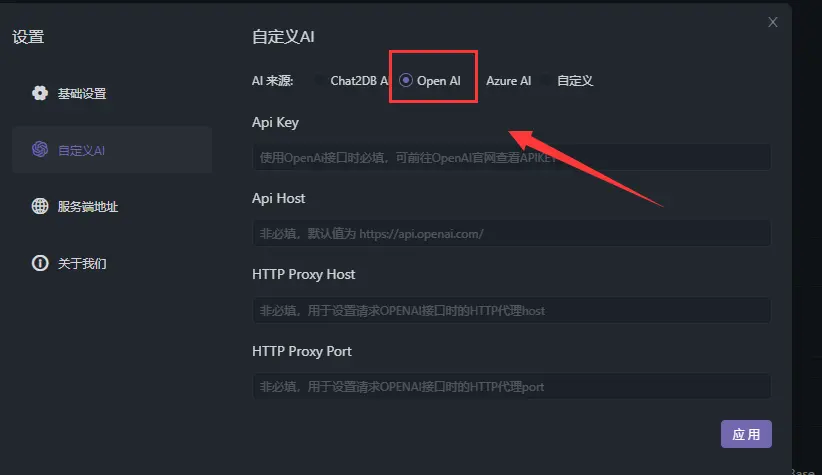 设置
基础设置
自定义AI
服务端地址
关于我们
自定义AI
AI 来源: Chat2DB A Open AI Azure AI 自定义
Api Key
使用OpenAi接口时必填，可前往OpenAI官网查看APIKEY
Api Host
非必填，默认值为 https://api.openai.com/
HTTP Proxy Host
非必填，用于设置请求OPENAI接口时的HTTP代理host
HTTP Proxy Port
非必填，用于设置请求OPENAI接口时的HTTP代理port
应 用
Base